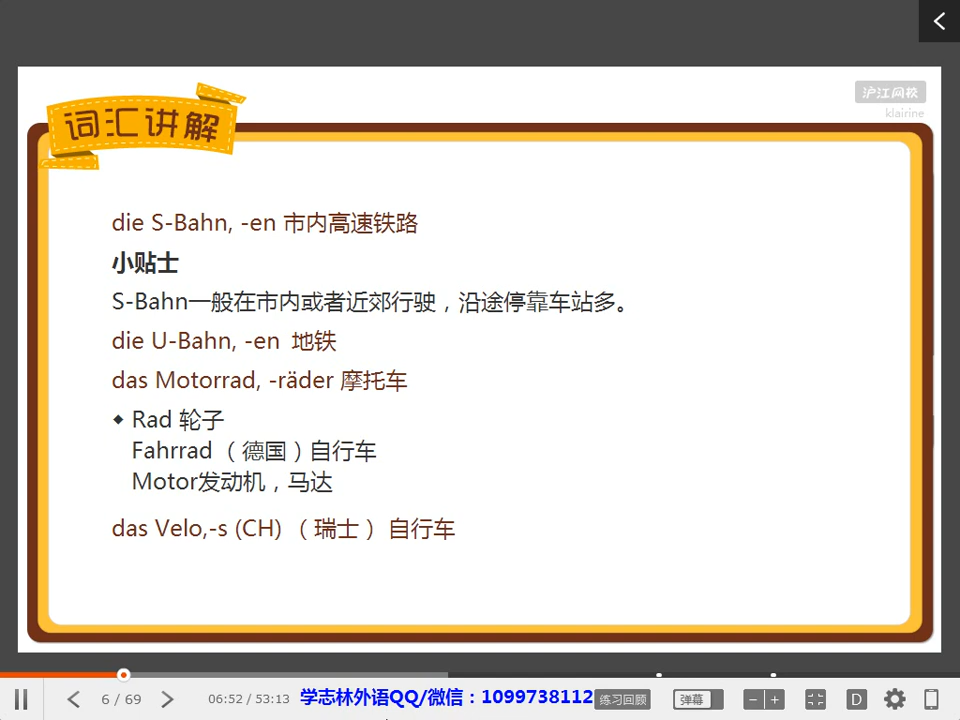 词汇讲解
沪江网校
klairine
die S-Bahn, -en 市内高速铁路
小贴士
S-Bahn一般在市内或者近郊行驶，沿途停靠车站多。
die U-Bahn, -en 地铁
das Motorrad, -räder 摩托车
◆ Rad 轮子
Fahrrad （德国）自行车
Motor发动机，马达
das Velo,-s (CH) （瑞士） 自行车
6 / 69 06:52 / 53:13 学志林外语QQ/微信：1099738112 练习回顾 弹幕 − + D